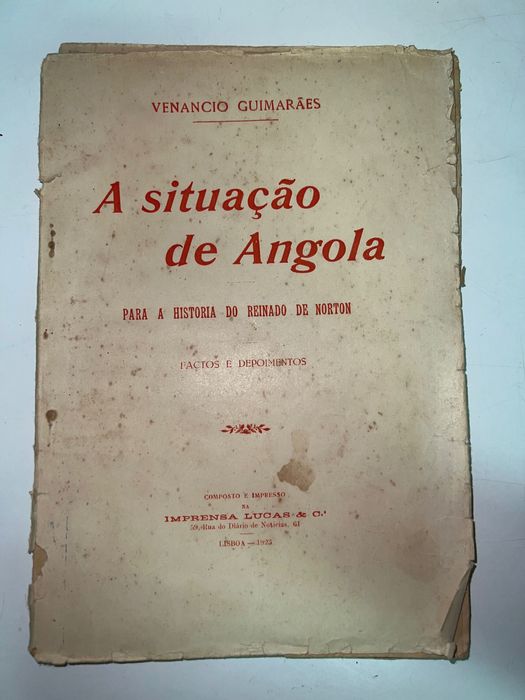 VENANCIO GUIMARÃES
A situação
de Angola
PARA A HISTORIA DO REINADO DE NORTON
FACTOS E DEPOIMENTOS
COMPOSTO E IMPRESSO
NA
IMPRENSA LUCAS & C.ª
59, Rua do Diário de Noticias, 61
LISBOA — 1923